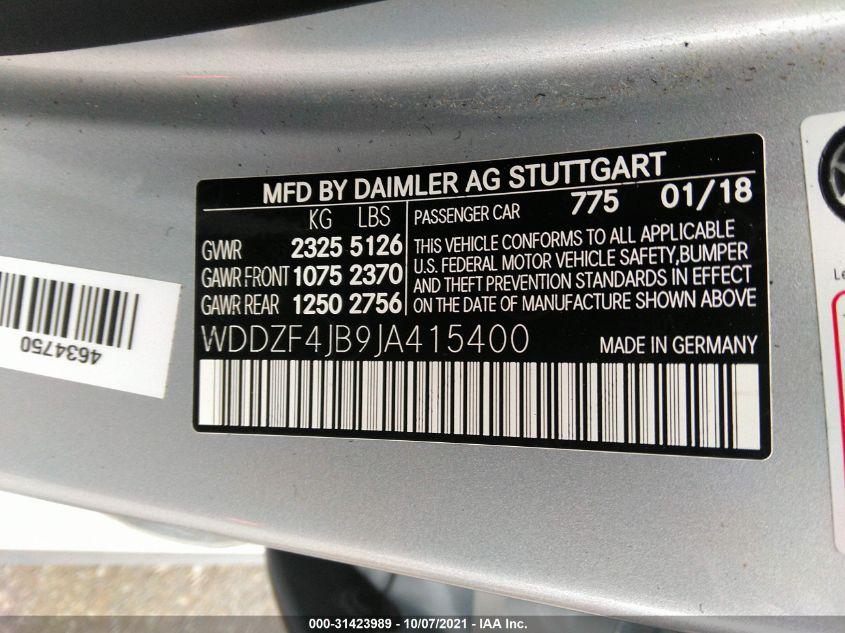 MFD BY DAIMLER AG STUTTGART
KG LBS
GVWR 2325 5126
GAWR FRONT 1075 2370
GAWR REAR 1250 2756
PASSENGER CAR 775 01/18
THIS VEHICLE CONFORMS TO ALL APPLICABLE
U.S. FEDERAL MOTOR VEHICLE SAFETY,BUMPER
AND THEFT PREVENTION STANDARDS IN EFFECT
ON THE DATE OF MANUFACTURE SHOWN ABOVE
WDDZF4JB9JA415400 MADE IN GERMANY
4634750
000-31423989 - 10/07/2021 - IAA Inc.